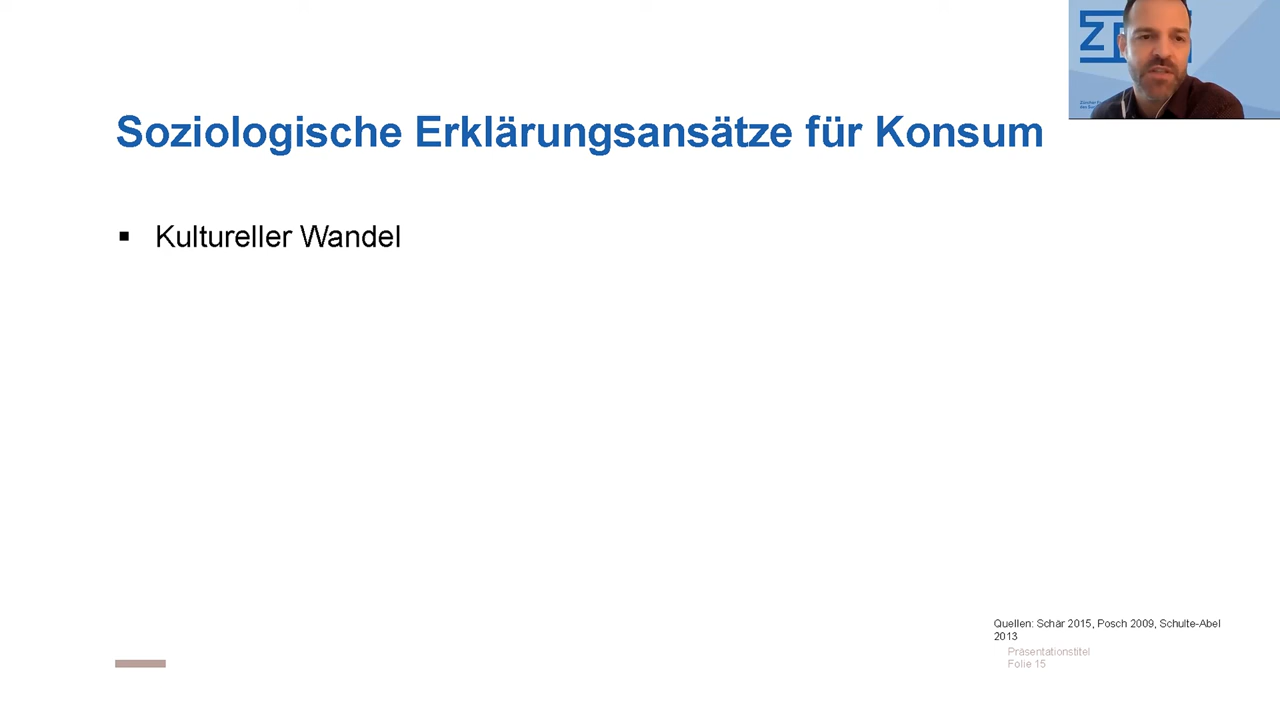 Soziologische Erklärungsansätze für Konsum
▪ Kultureller Wandel
Quellen: Schär 2015, Posch 2009, Schulte-Abel
2013
Präsentationstitel
Folie 15